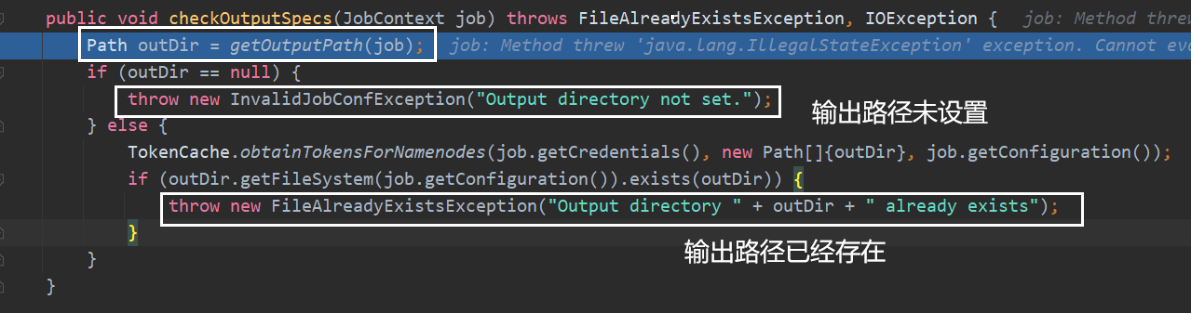 public void checkOutputSpecs(JobContext job) throws FileAlreadyExistsException, IOException {   job: Method threw
Path outDir = getOutputPath(job);   job: Method threw 'java.lang.IllegalStateException' exception. Cannot eva
if (outDir == null) {
throw new InvalidJobConfException("Output directory not set.");
输出路径未设置
} else {
TokenCache.obtainTokensForNamenodes(job.getCredentials(), new Path[]{outDir}, job.getConfiguration());
if (outDir.getFileSystem(job.getConfiguration()).exists(outDir)) {
throw new FileAlreadyExistsException("Output directory " + outDir + " already exists");
}
输出路径已经存在
}
}